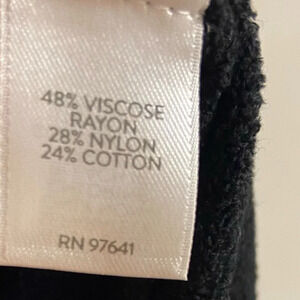 48% VISCOSE
RAYON
28% NYLON
24% COTTON
RN 97641